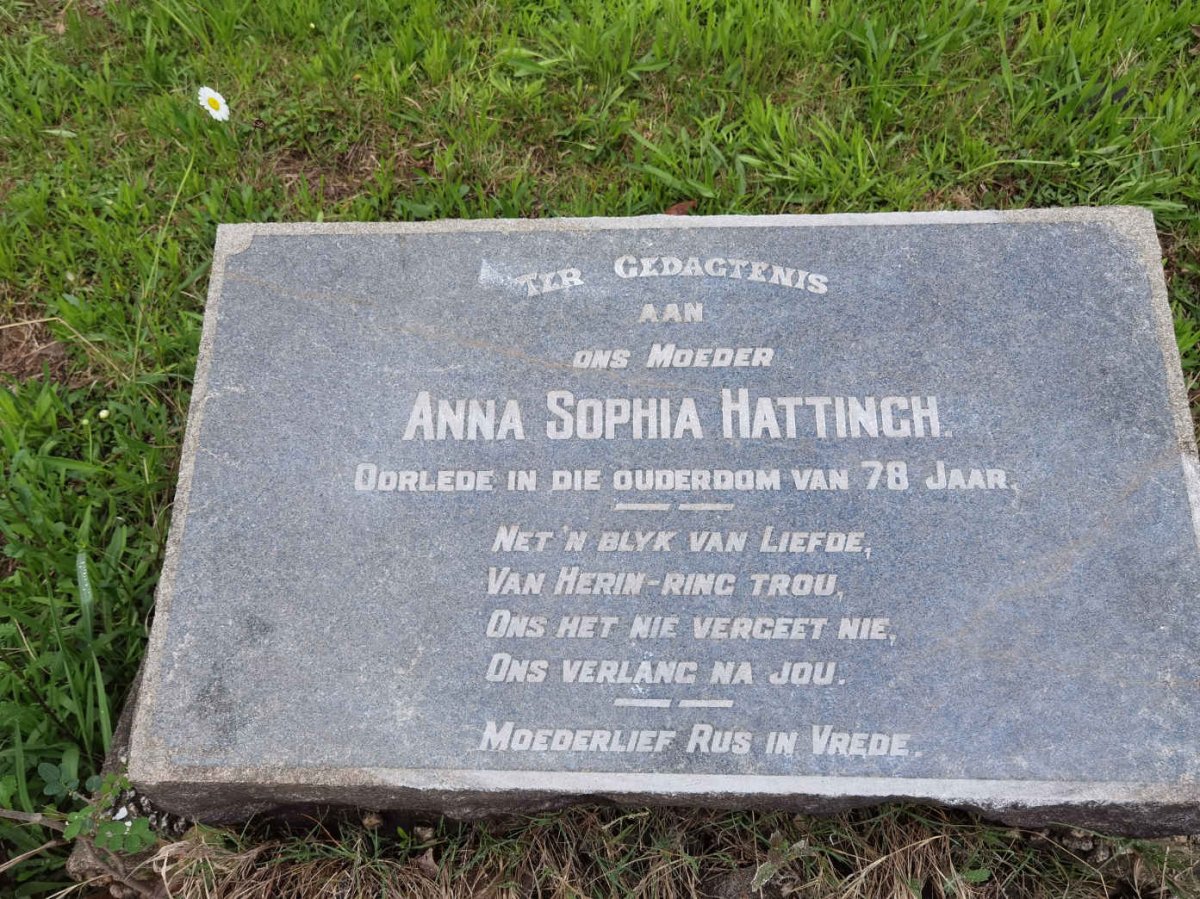 TER GEDAGTENIS
AAN
ONS MOEDER
ANNA SOPHIA HATTINGH.
OORLEDE IN DIE OUDERDOM VAN 78 JAAR.
NET 'N BLYK VAN LIEFDE,
VAN HERIN-RING TROU,
ONS HET NIE VERGEET NIE,
ONS VERLANG NA JOU.
MOEDERLIEF RUS IN VREDE.